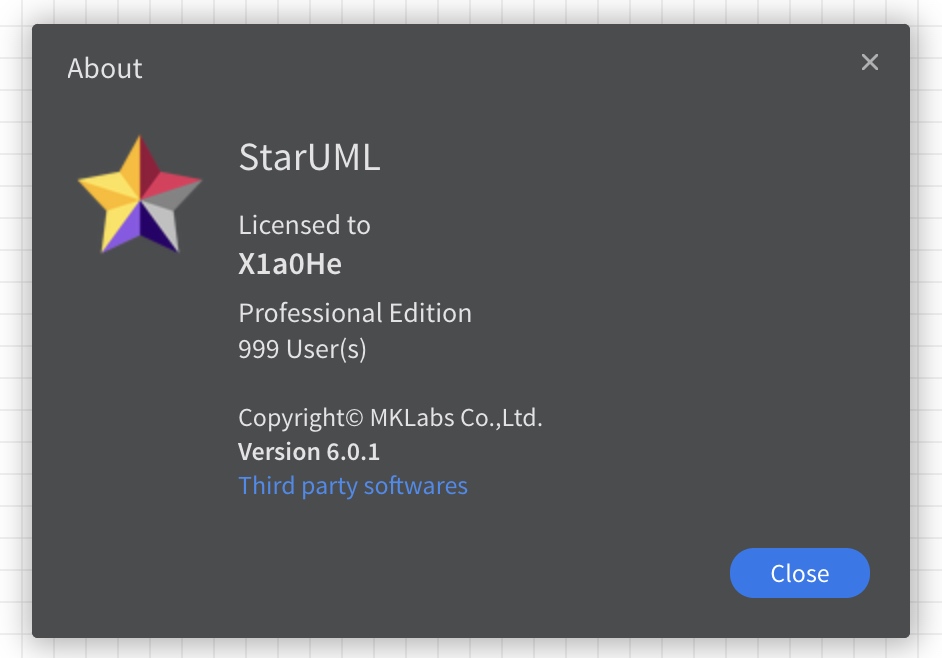 About
StarUML
Licensed to
X1a0He
Professional Edition
999 User(s)
Copyright© MKLabs Co.,Ltd.
Version 6.0.1
Third party softwares
Close